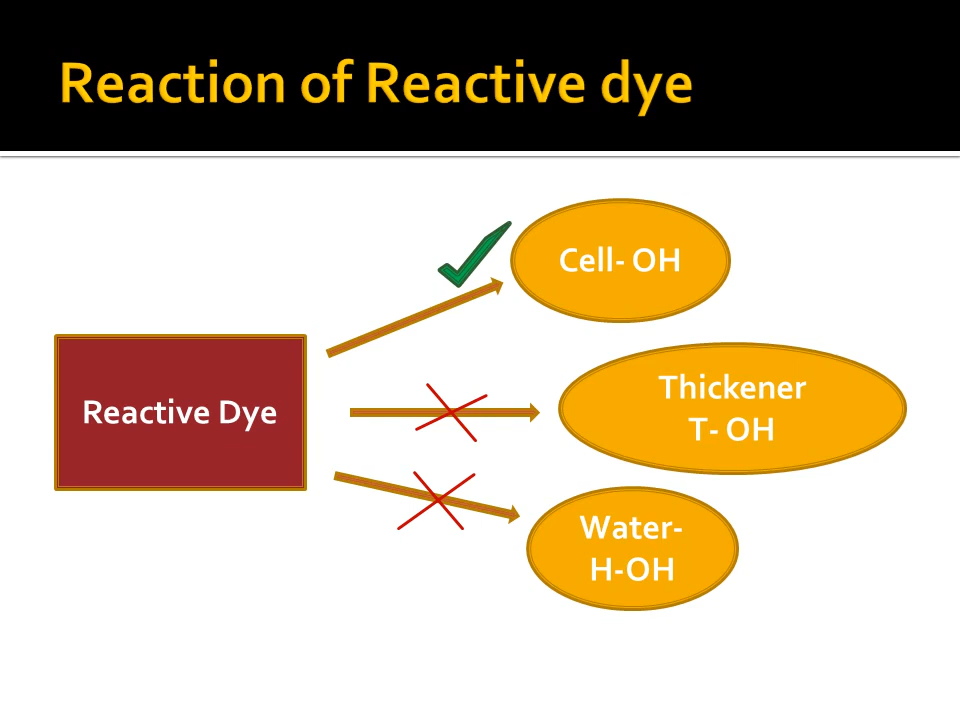 Reaction of Reactive dye
Cell- OH
Reactive Dye
Thickener
T- OH
Water-
H-OH